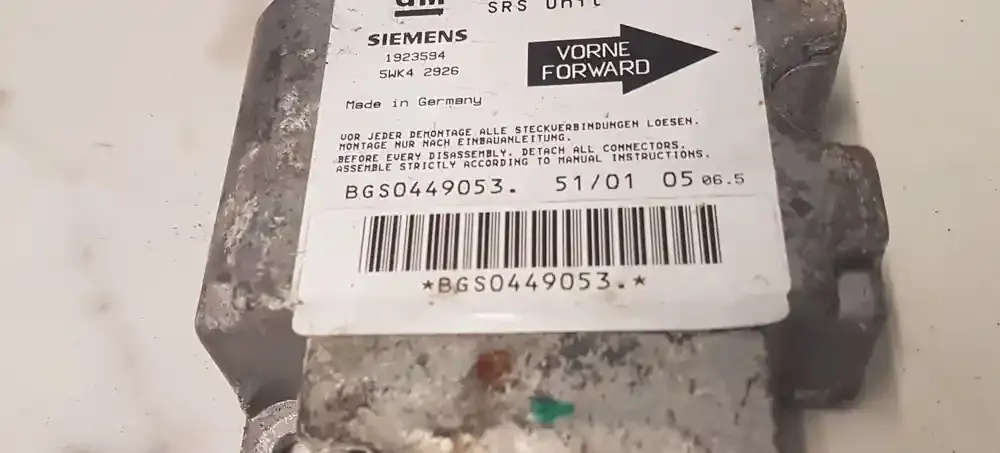 GM
SRS Unit
SIEMENS
1923594
5WK4 2926
VORNE
FORWARD
Made in Germany
VOR JEDER DEMONTAGE ALLE STECKVERBINDUNGEN LOESEN.
MONTAGE NUR NACH EINBAUANLEITUNG.
BEFORE EVERY DISASSEMBLY, DETACH ALL CONNECTORS.
ASSEMBLE STRICTLY ACCORDING TO MANUAL INSTRUCTIONS.
BGS0449053. 51/01 05 06.5
*BGS0449053.*